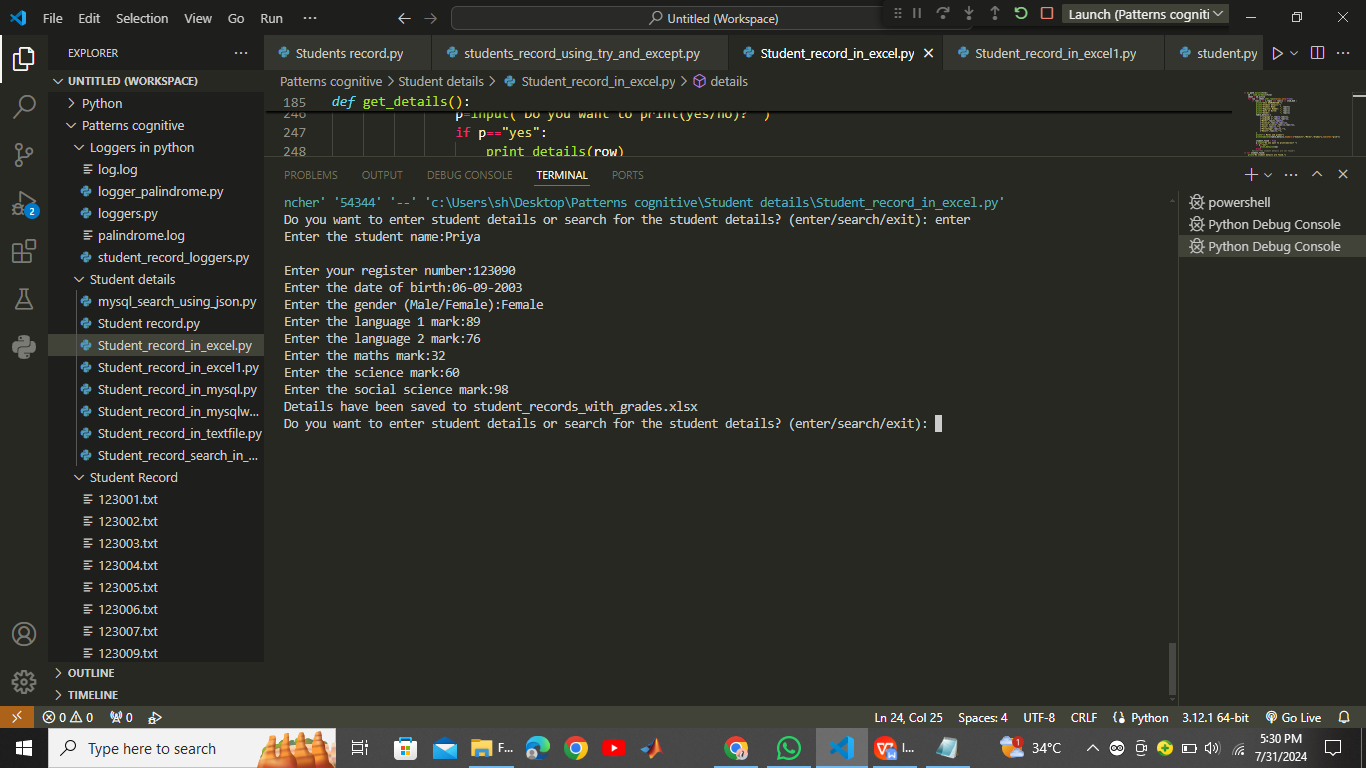 File Edit Selection View Go Run ··· Untitled (Workspace) Launch (Patterns cogniti
EXPLORER ···
Students record.py students_record_using_try_and_except.py Student_record_in_excel.py Student_record_in_excel1.py student.py
Patterns cognitive > Student details > Student_record_in_excel.py > details
185 def get_details():
246 p=input("Do you want to print(yes/no)? ")
247 if p=="yes":
248 print_details(row)
UNTITLED (WORKSPACE)
Python
Patterns cognitive
Loggers in python
log.log
logger_palindrome.py
loggers.py
palindrome.log
student_record_loggers.py
Student details
mysql_search_using_json.py
Student record.py
Student_record_in_excel.py
Student_record_in_excel1.py
Student_record_in_mysql.py
Student_record_in_mysqlw...
Student_record_in_textfile.py
Student_record_search_in_...
Student Record
123001.txt
123002.txt
123003.txt
123004.txt
123005.txt
123006.txt
123007.txt
123009.txt
OUTLINE
TIMELINE
2
PROBLEMS OUTPUT DEBUG CONSOLE TERMINAL PORTS
ncher' '54344' '--' 'c:\Users\sh\Desktop\Patterns cognitive\Student details\Student_record_in_excel.py'
Do you want to enter student details or search for the student details? (enter/search/exit): enter
Enter the student name:Priya
Enter your register number:123090
Enter the date of birth:06-09-2003
Enter the gender (Male/Female):Female
Enter the language 1 mark:89
Enter the language 2 mark:76
Enter the maths mark:32
Enter the science mark:60
Enter the social science mark:98
Details have been saved to student_records_with_grades.xlsx
Do you want to enter student details or search for the student details? (enter/search/exit):
powershell
Python Debug Console
Python Debug Console
0 0 0 Ln 24, Col 25 Spaces: 4 UTF-8 CRLF Python 3.12.1 64-bit Go Live
Type here to search F... I... 34°C 5:30 PM
7/31/2024